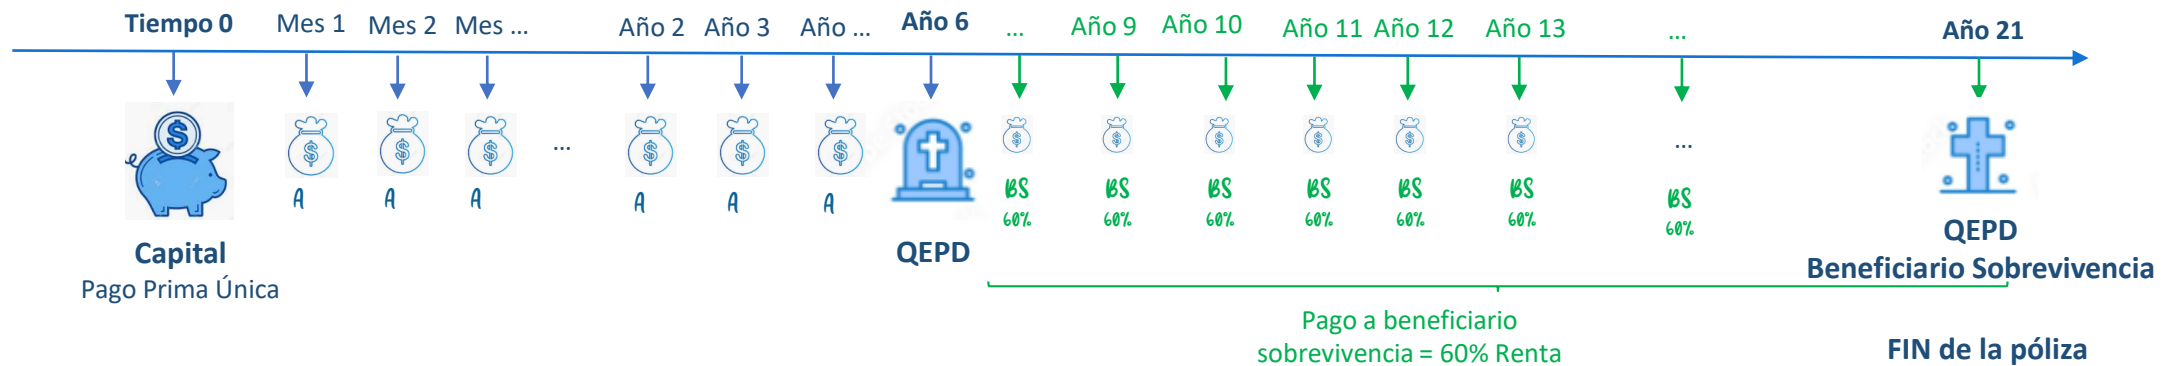 Tiempo 0 Mes 1 Mes 2 Mes ... Año 2 Año 3 Año ... Año 6 ... Año 9 Año 10 Año 11 Año 12 Año 13 ... Año 21
$ $ $ $ ... $ $ $ $ $ $ $ $ $ ...
A A A A A A BS BS BS BS BS BS BS
60% 60% 60% 60% 60% 60% 60%
Capital
Pago Prima Única
QEPD
QEPD
Beneficiario Sobrevivencia
Pago a beneficiario
sobrevivencia = 60% Renta
FIN de la póliza